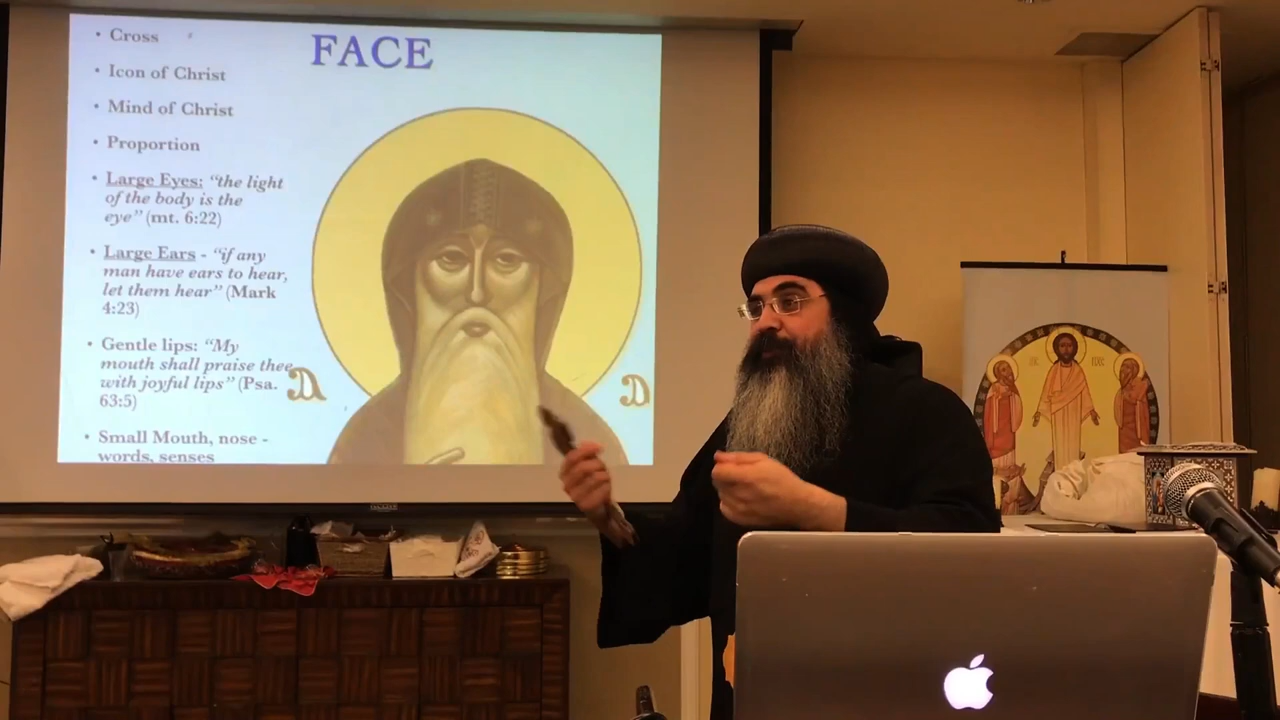 FACE
• Cross
• Icon of Christ
• Mind of Christ
• Proportion
• Large Eyes: “the light
of the body is the
eye” (mt. 6:22)
• Large Ears - “if any
man have ears to hear,
let them hear” (Mark
4:23)
• Gentle lips: “My
mouth shall praise thee
with joyful lips” (Psa.
63:5)
• Small Mouth, nose -
words, senses